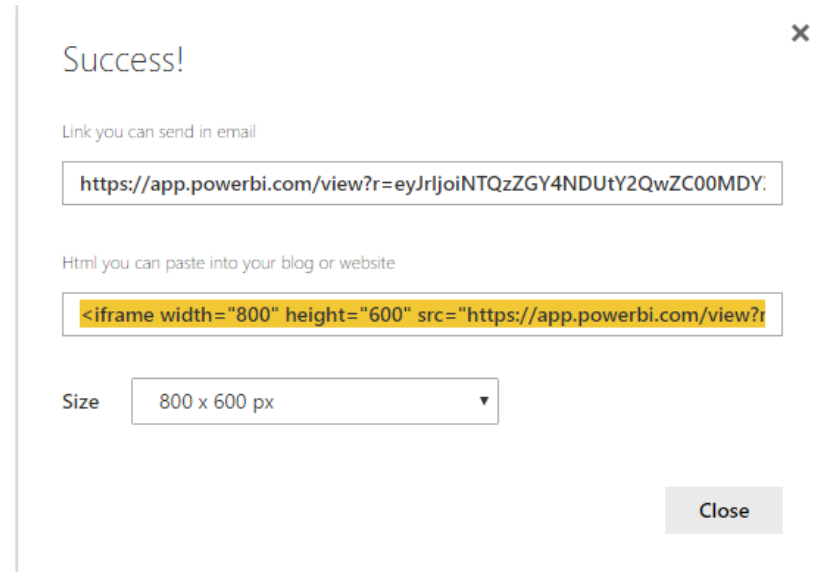 Success!
Link you can send in email
https://app.powerbi.com/view?r=eyJrIjoiNTQzZGY4NDUtY2QwZC00MDY
Html you can paste into your blog or website
<iframe width="800" height="600" src="https://app.powerbi.com/view?r
Size 800 x 600 px
Close